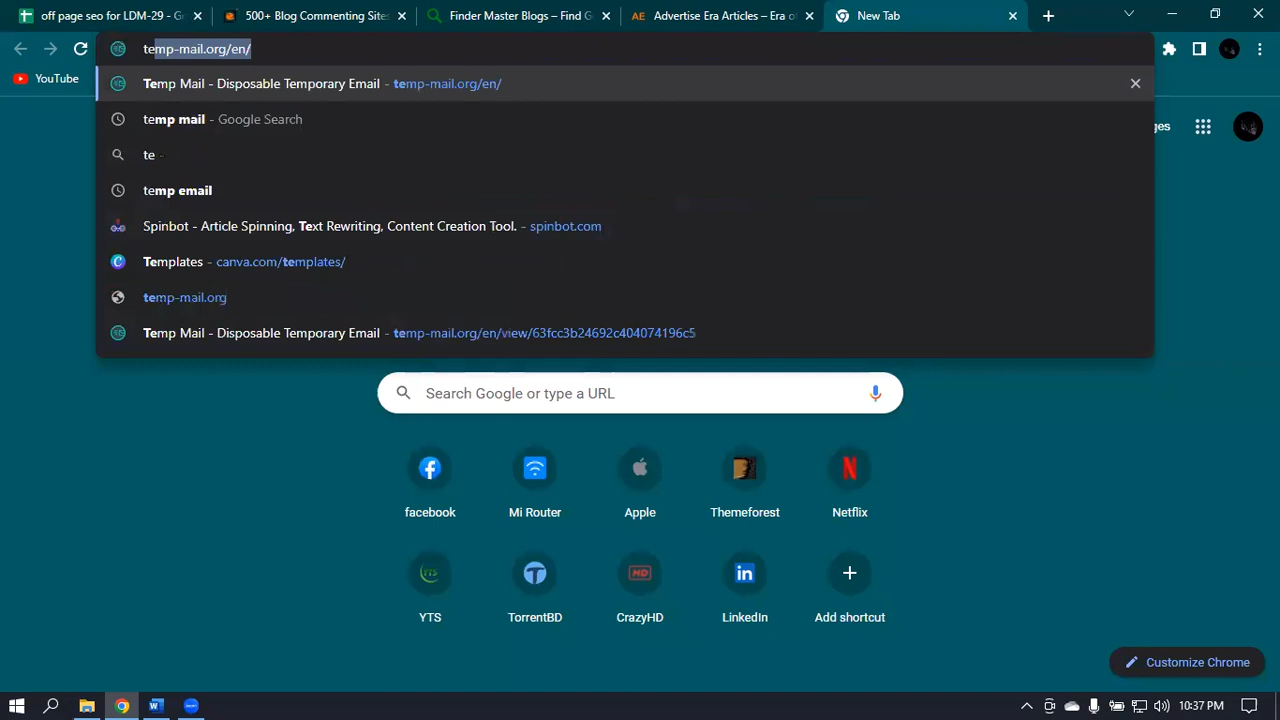 off page seo for LDM-29 - G
500+ Blog Commenting Site
Finder Master Blogs – Find G
Advertise Era Articles – Era o
New Tab
temp-mail.org/en/
YouTube
Temp Mail - Disposable Temporary Email - temp-mail.org/en/
temp mail - Google Search
te
temp email
Spinbot - Article Spinning, Text Rewriting, Content Creation Tool. - spinbot.com
Templates - canva.com/templates/
temp-mail.org
Temp Mail - Disposable Temporary Email - temp-mail.org/en/view/63fcc3b24692c404074196c5
ges
Search Google or type a URL
facebook
Mi Router
Apple
Themeforest
Netflix
YTS
TorrentBD
CrazyHD
LinkedIn
Add shortcut
Customize Chrome
10:37 PM